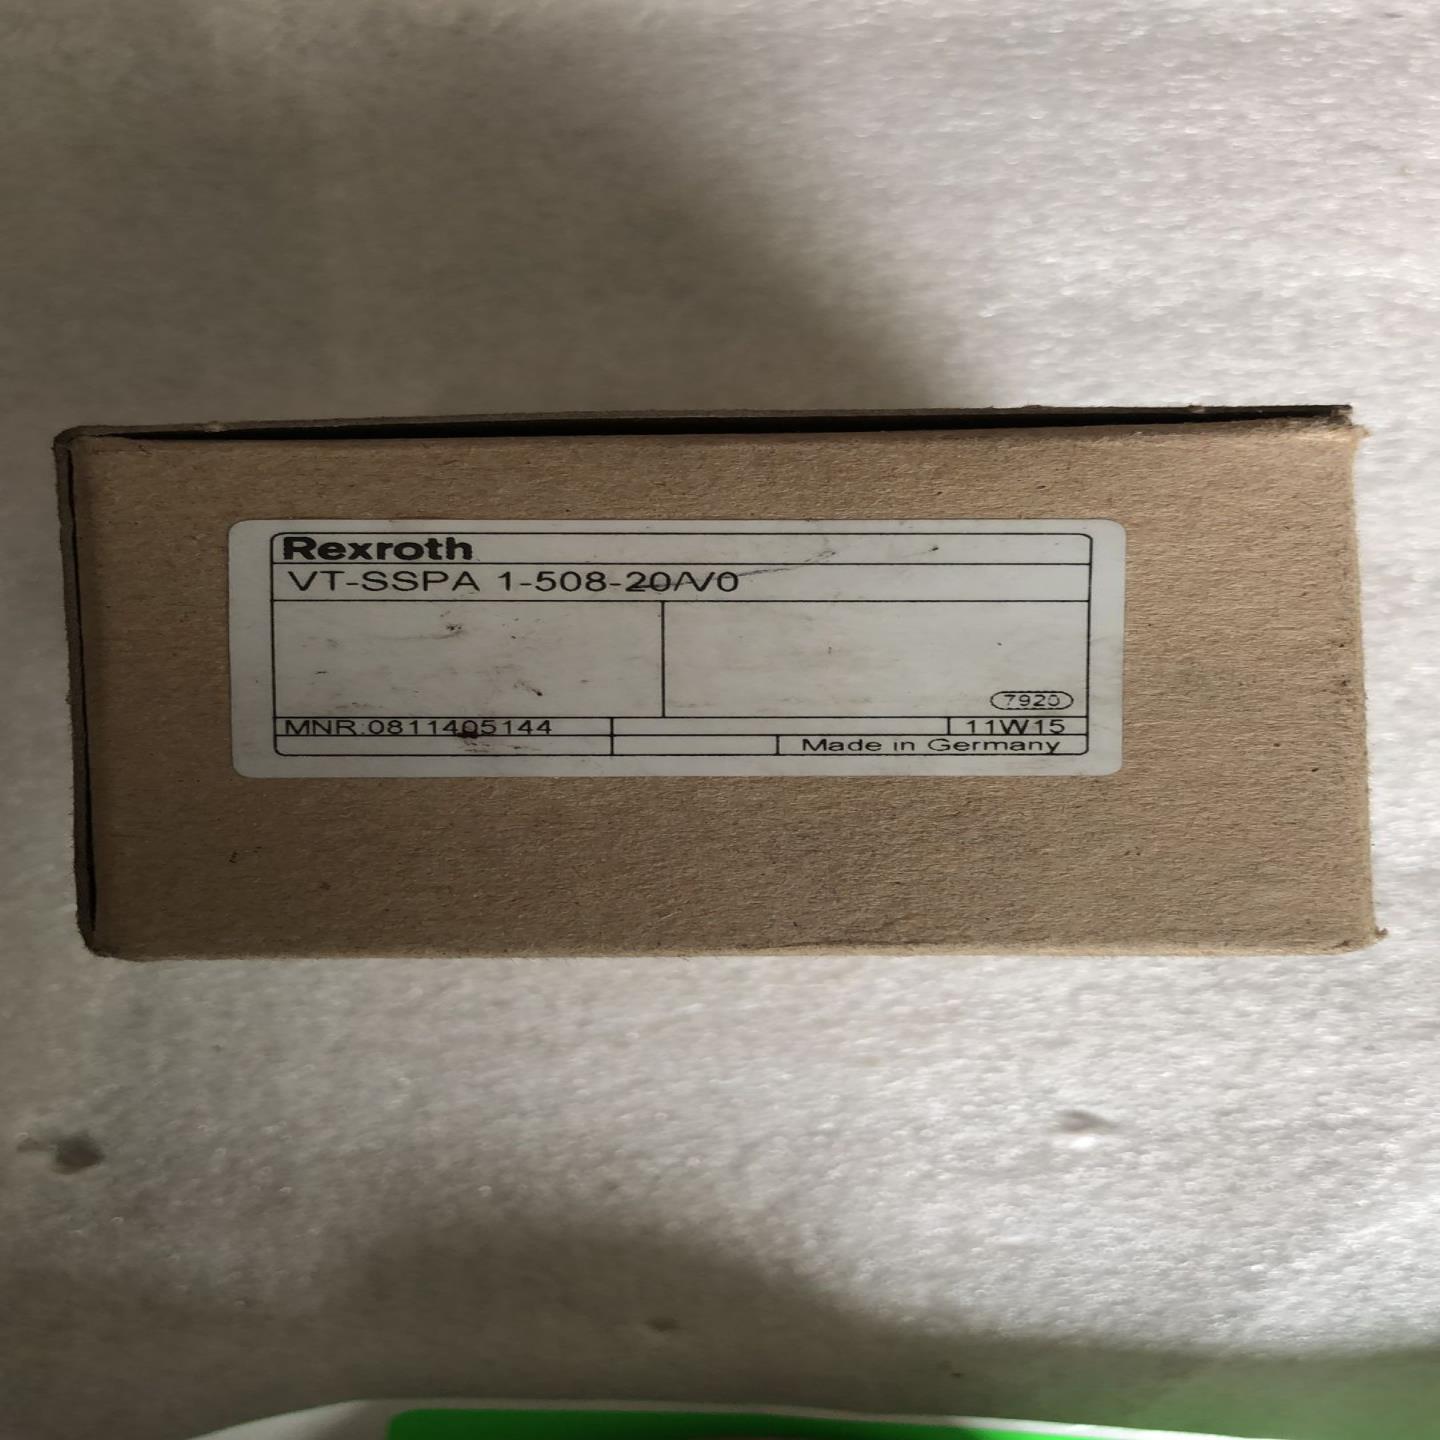 Rexroth
VT-SSPA 1-508-20/V0
7920
MNR:0811405144
11W15
Made in Germany